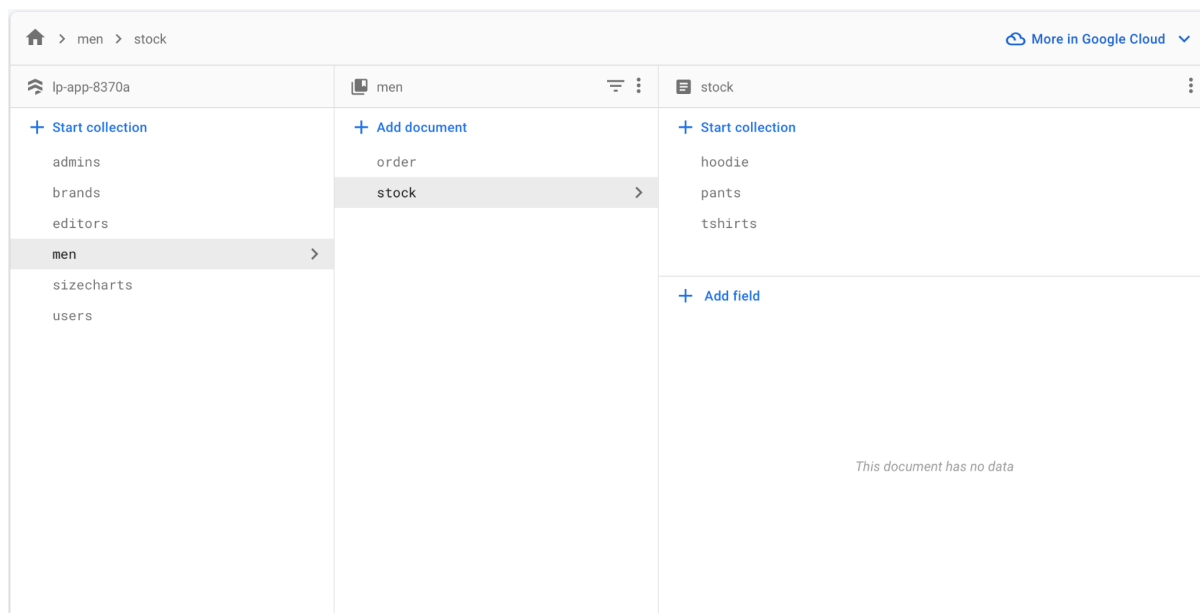 men > stock
More in Google Cloud
lp-app-8370a
Start collection
admins
brands
editors
men
sizecharts
users
men
Add document
order
stock
stock
Start collection
hoodie
pants
tshirts
Add field
This document has no data